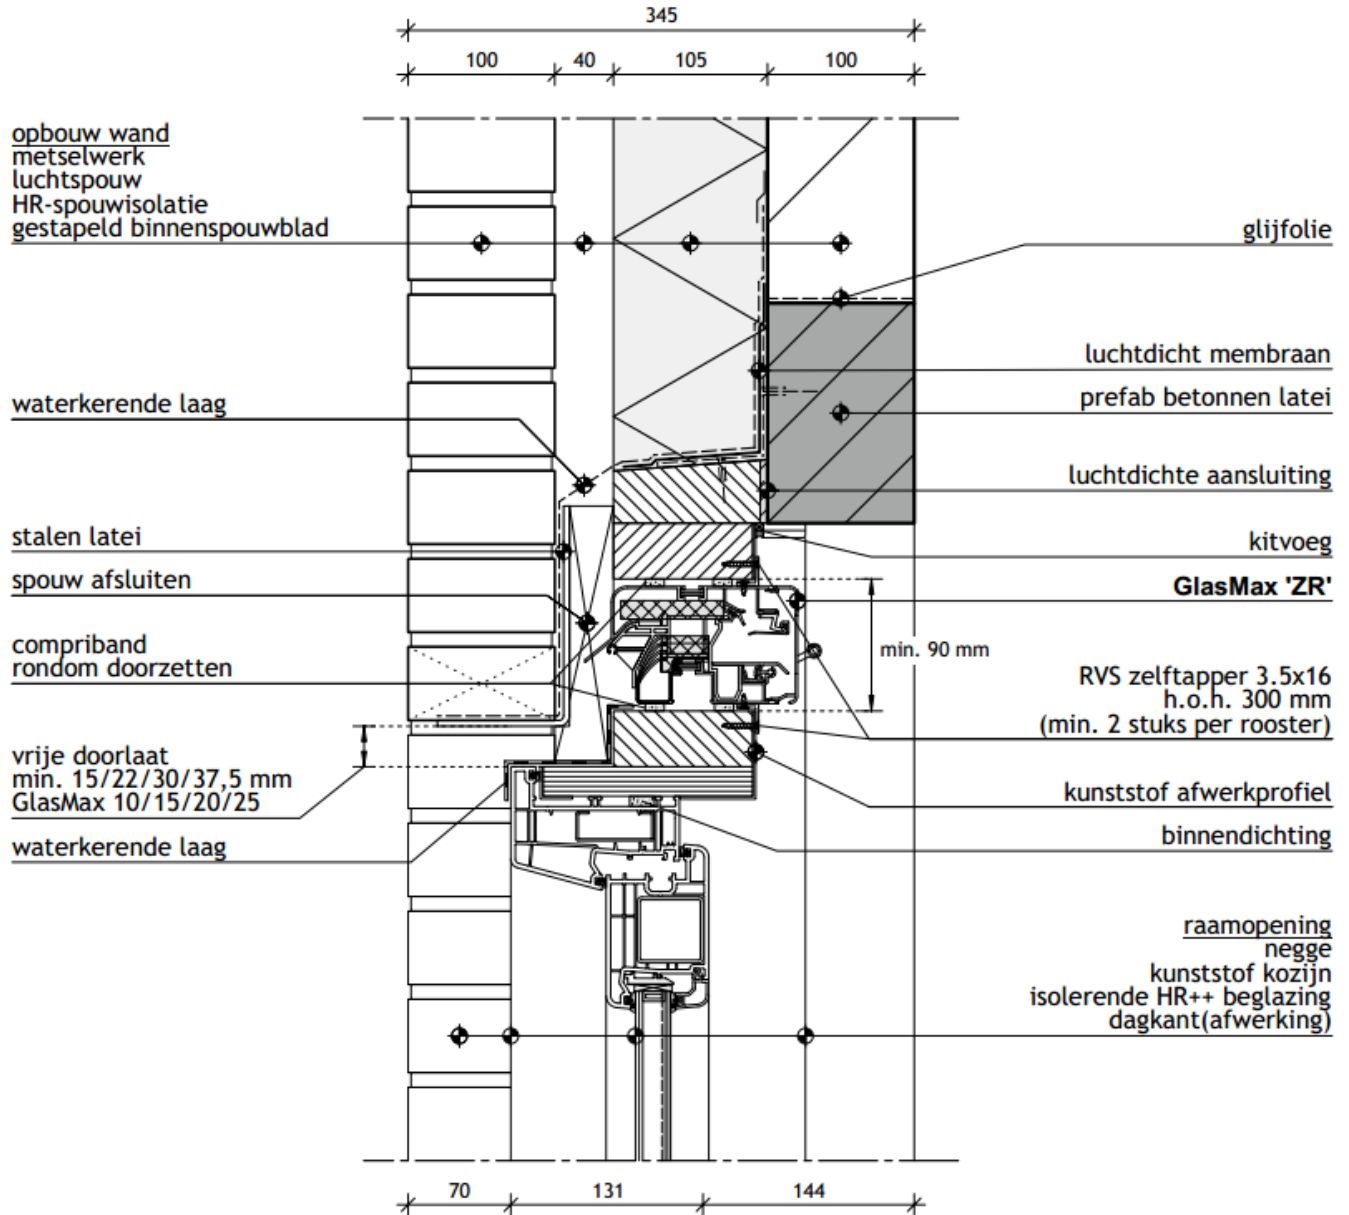 345
100
40
105
100
opbouw wand
metselwerk
luchtspouw
HR-spouwisolatie
gestapeld binnenspouwblad
glijfolie
luchtdicht membraan
waterkerende laag
prefab betonnen latei
luchtdichte aansluiting
stalen latei
kitvoeg
spouw afsluiten
GlasMax 'ZR'
compriband
rondom doorzetten
min. 90 mm
RVS zelftapper 3.5x16
h.o.h. 300 mm
(min. 2 stuks per rooster)
vrije doorlaat
min. 15/22/30/37,5 mm
GlasMax 10/15/20/25
kunststof afwerkprofiel
waterkerende laag
binnendichting
raamopening
negge
kunststof kozijn
isolerende HR++ beglazing
dagkant(afwerking)
70
131
144